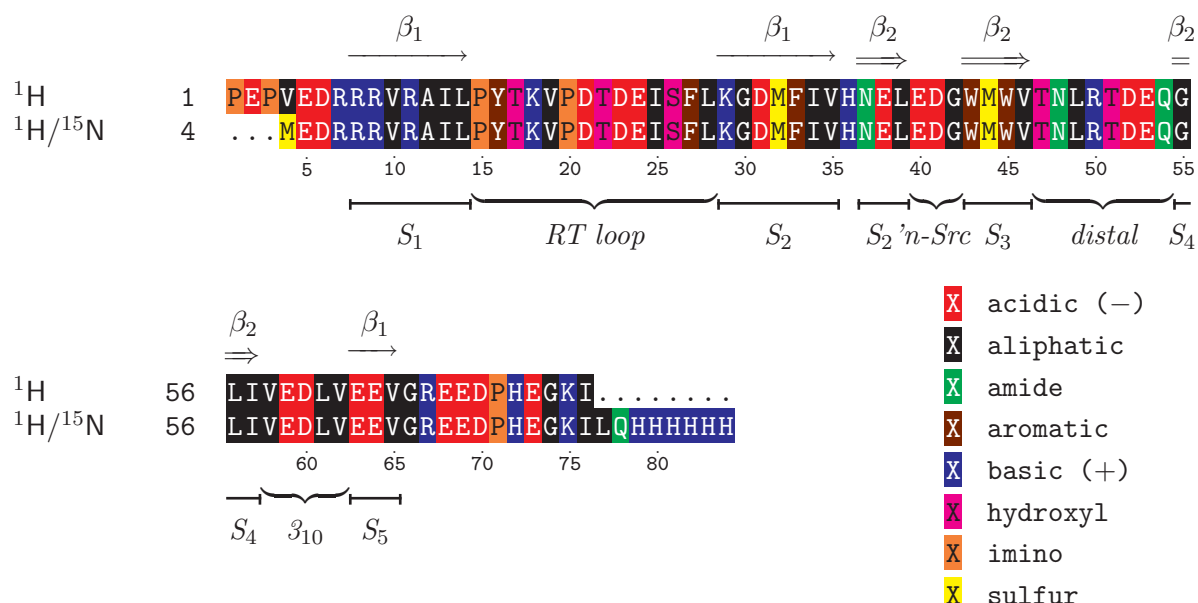 β₁ β₁ β₂ β₂ β₂
¹H 1 PEPVEDRRRVRAILPYTKVPDTDEISFLKGDMFIVHNELEDGWMWVTNLRTDEQG
¹H/¹⁵N 4 ...MEDRRRVRAILPYTKVPDTDEISFLKGDMFIVHNELEDGWMWVTNLRTDEQG
5 10 15 20 25 30 35 40 45 50 55
S₁ RT loop S₂ S₂' n-Src S₃ distal S₄
β₂ β₁
¹H 56 LIVEDLVEEVGREEDPHEGKI........
¹H/¹⁵N 56 LIVEDLVEEVGREEDPHEGKILQHHHHHH
60 65 70 75 80
S₄ 3₁₀ S₅
X acidic (−)
X aliphatic
X amide
X aromatic
X basic (+)
X hydroxyl
X imino
X sulfur